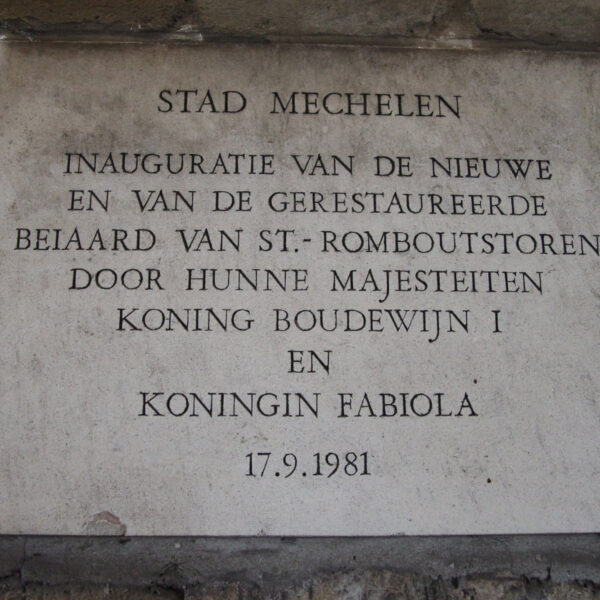 STAD MECHELEN
INAUGURATIE VAN DE NIEUWE
EN VAN DE GERESTAUREERDE
BEIAARD VAN ST.-ROMBOUTSTOREN
DOOR HUNNE MAJESTEITEN
KONING BOUDEWIJN I
EN
KONINGIN FABIOLA
17.9.1981